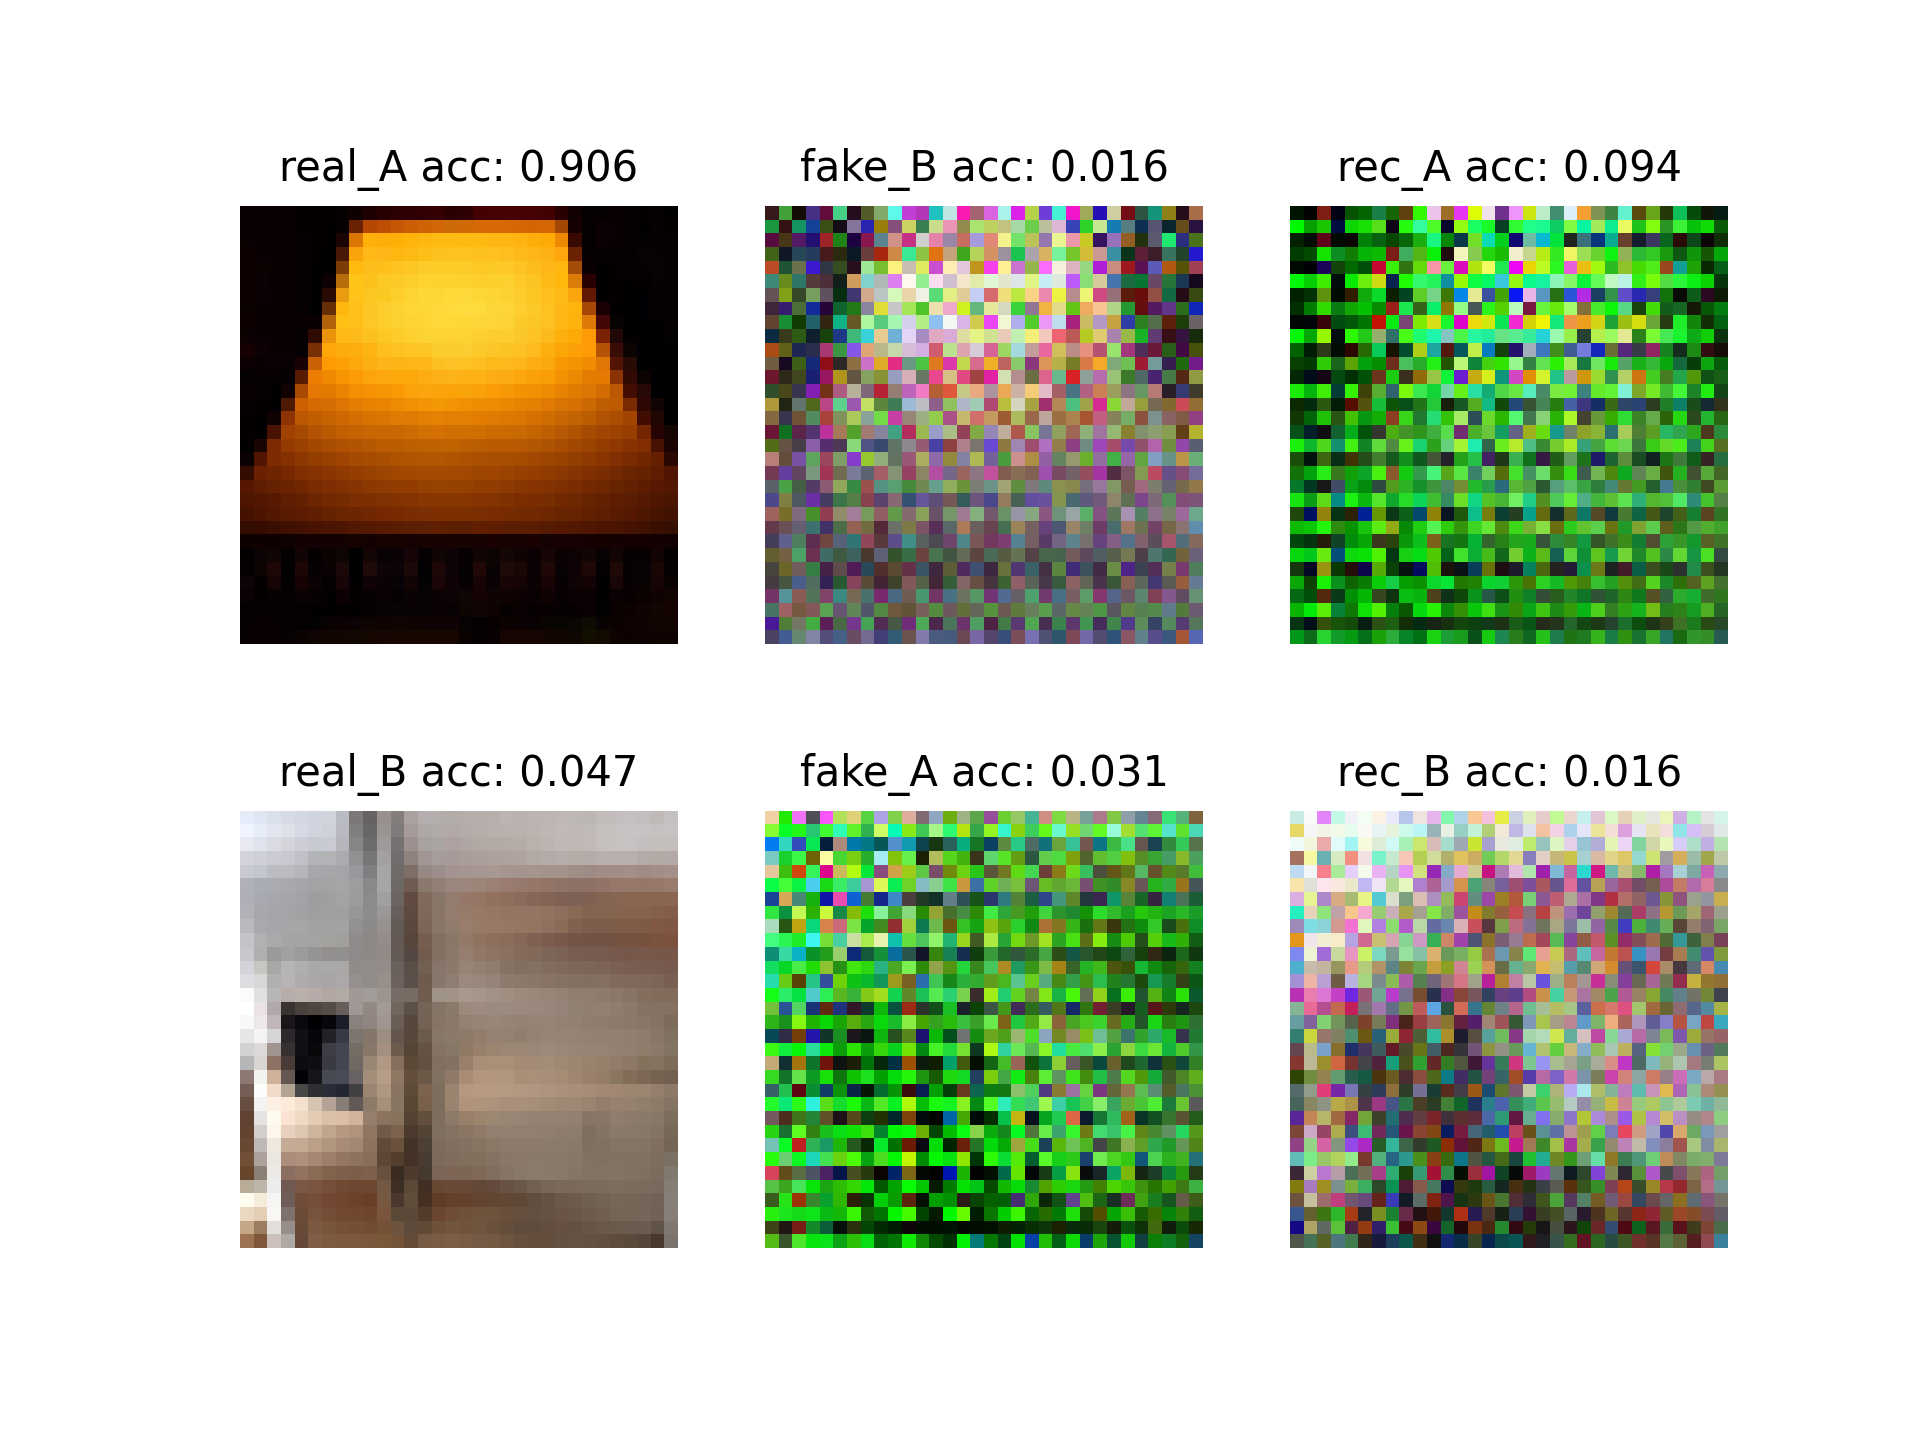 real_A acc: 0.906
fake_B acc: 0.016
rec_A acc: 0.094
real_B acc: 0.047
fake_A acc: 0.031
rec_B acc: 0.016